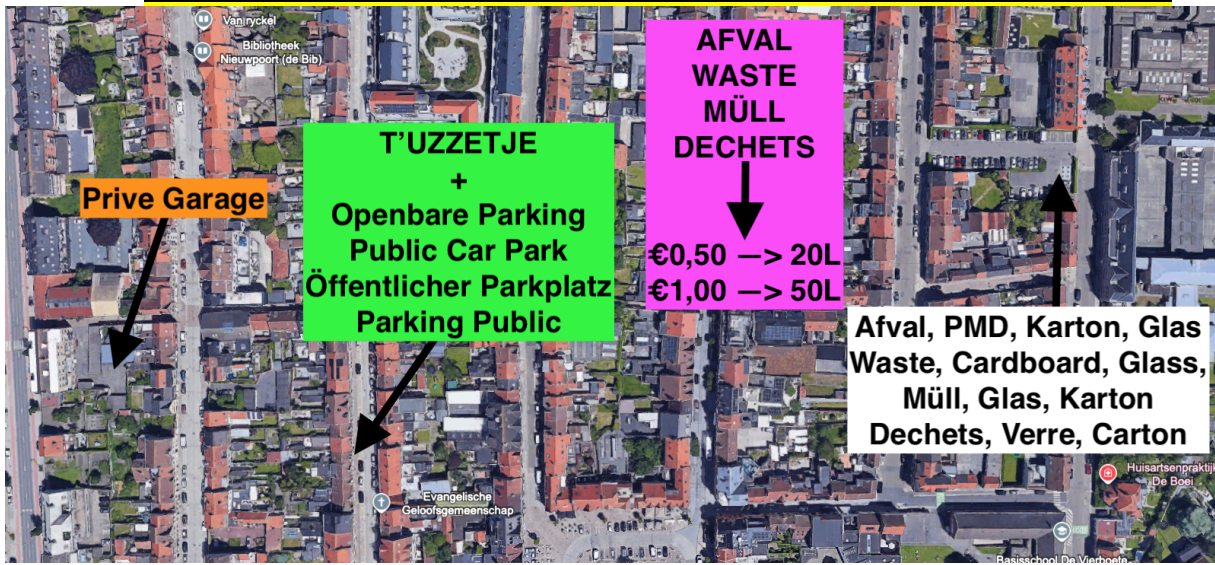 Van ryckel
Bibliotheek
Nieuwpoort (de Bib)
Prive Garage
T'UZZETJE
+
Openbare Parking
Public Car Park
Öffentlicher Parkplatz
Parking Public
AFVAL
WASTE
MÜLL
DECHETS
€0,50 —> 20L
€1,00 —> 50L
Afval, PMD, Karton, Glas
Waste, Cardboard, Glass,
Müll, Glas, Karton
Dechets, Verre, Carton
Evangelische
Geloofsgemeenschap
Huisartsenpraktijk
De Boei
Basisschool De Vierboete